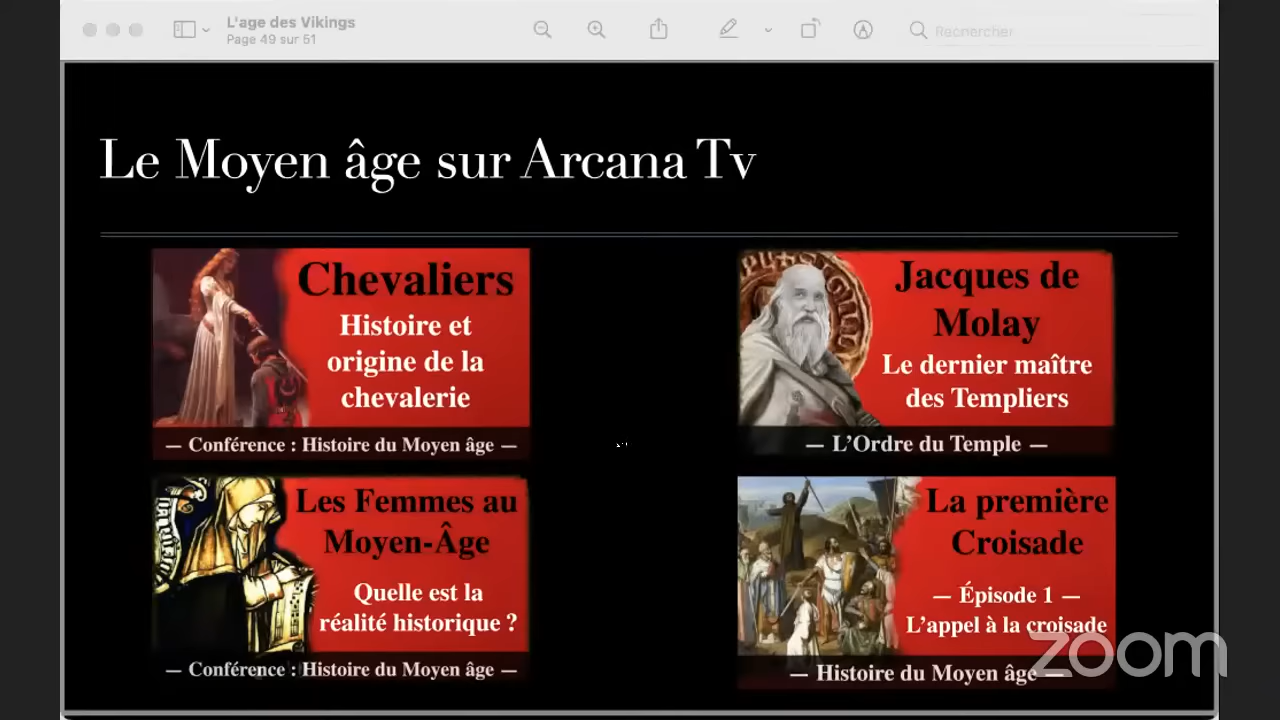 L'age des Vikings
Page 49 sur 51
Rechercher
Le Moyen âge sur Arcana Tv
Chevaliers
Histoire et
origine de la
chevalerie
— Conférence : Histoire du Moyen âge —
Jacques de
Molay
Le dernier maître
des Templiers
— L'Ordre du Temple —
Les Femmes au
Moyen-Âge
Quelle est la
réalité historique ?
— Conférence : Histoire du Moyen âge —
La première
Croisade
— Épisode 1 —
L'appel à la croisade
— Histoire du Moyen âge —
zoom